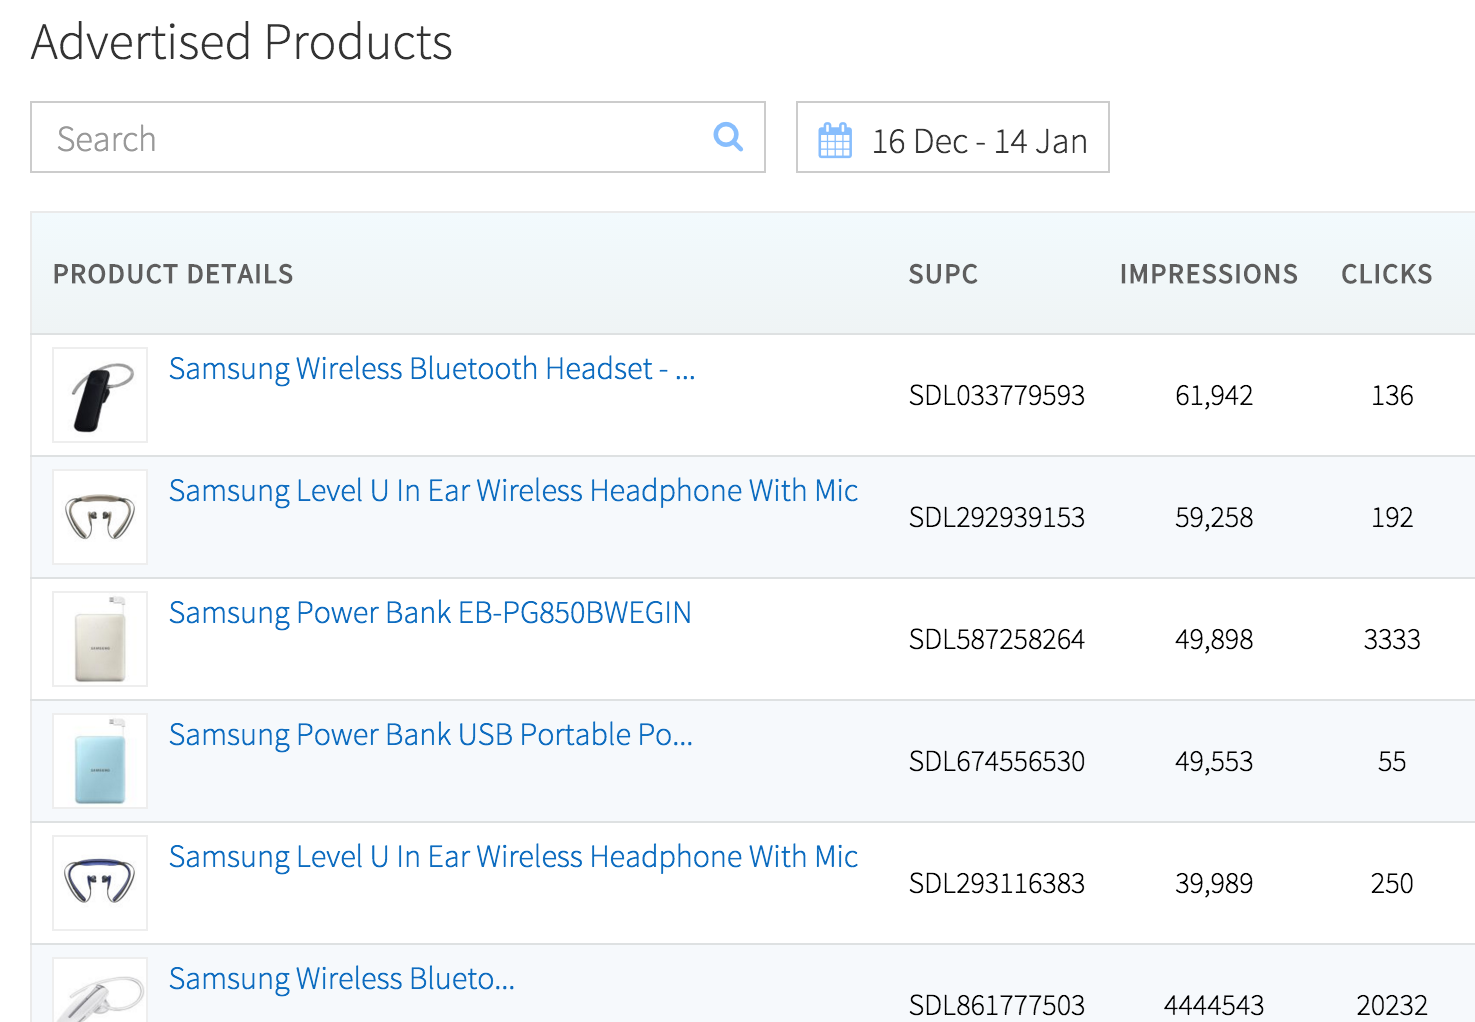 Advertised Products
Search
16 Dec - 14 Jan
PRODUCT DETAILS SUPC IMPRESSIONS CLICKS
Samsung Wireless Bluetooth Headset - ...
SDL033779593 61,942 136
Samsung Level U In Ear Wireless Headphone With Mic
SDL292939153 59,258 192
Samsung Power Bank EB-PG850BWEGIN
SDL587258264 49,898 3333
SAMSUNG
Samsung Power Bank USB Portable Po...
SDL674556530 49,553 55
SAMSUNG
Samsung Level U In Ear Wireless Headphone With Mic
SDL293116383 39,989 250
Samsung Wireless Blueto...
SDL861777503 4444543 20232